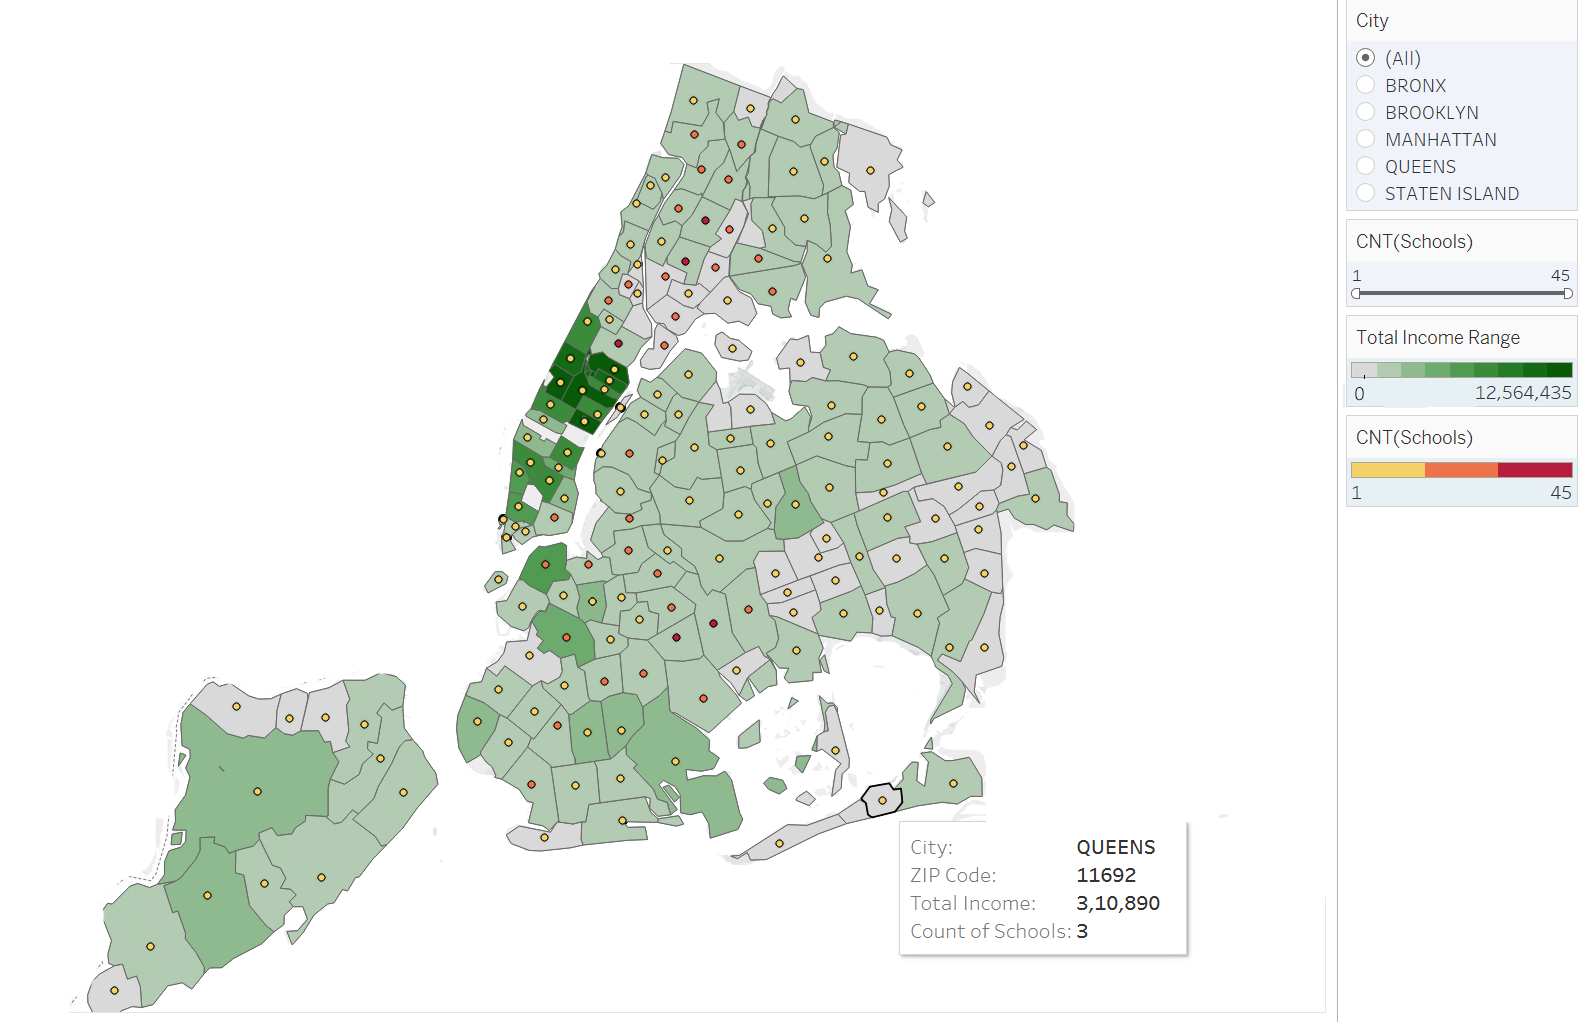 City
(All)
BRONX
BROOKLYN
MANHATTAN
QUEENS
STATEN ISLAND
CNT(Schools)
1 45
Total Income Range
0 12,564,435
CNT(Schools)
1 45
City: QUEENS
ZIP Code: 11692
Total Income: 3,10,890
Count of Schools: 3